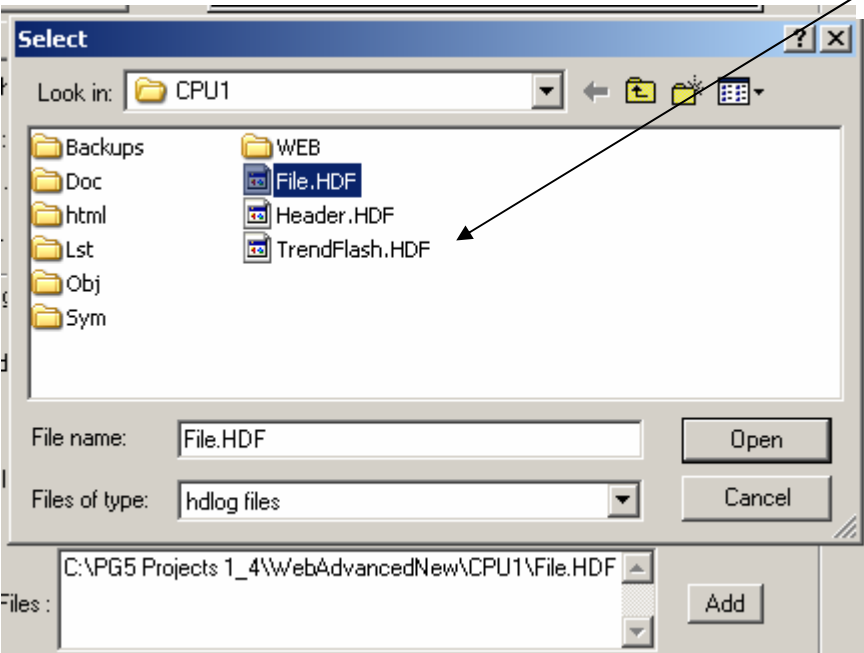 Select
Look in: CPU1
Backups WEB
Doc File.HDF
html Header.HDF
Lst TrendFlash.HDF
Obj
Sym
File name: File.HDF Open
Files of type: hdlog files Cancel
C:\PG5 Projects 1_4\WebAdvancedNew\CPU1\File.HDF
Files : Add